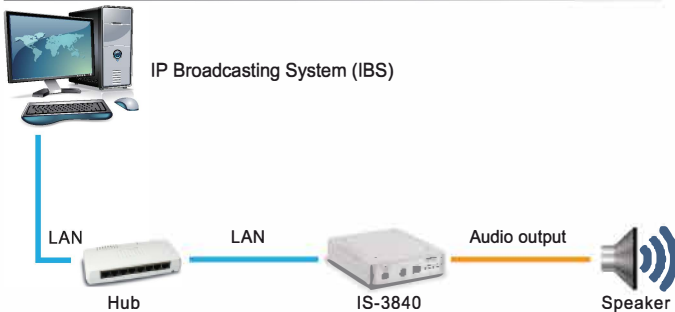 IP Broadcasting System (IBS)
LAN
LAN
Audio output
Hub
IS-3840
Speaker